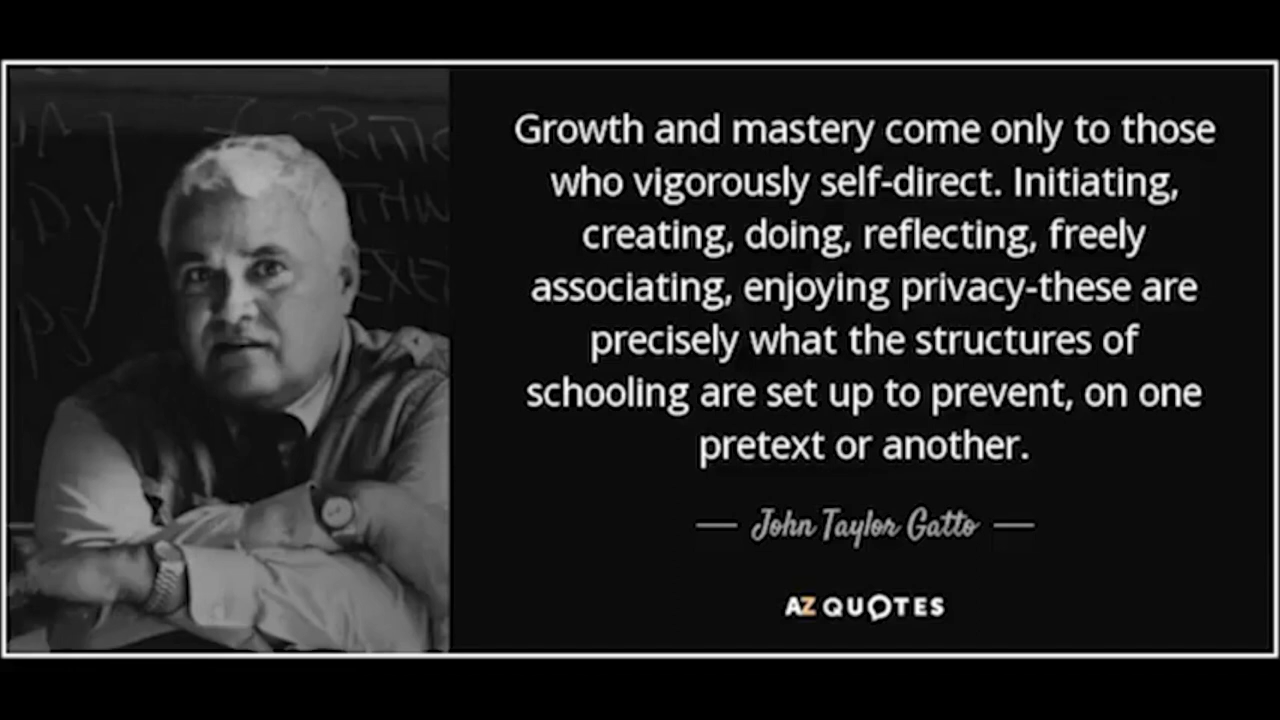 Growth and mastery come only to those
who vigorously self-direct. Initiating,
creating, doing, reflecting, freely
associating, enjoying privacy-these are
precisely what the structures of
schooling are set up to prevent, on one
pretext or another.
John Taylor Gatto
AZ QUOTES